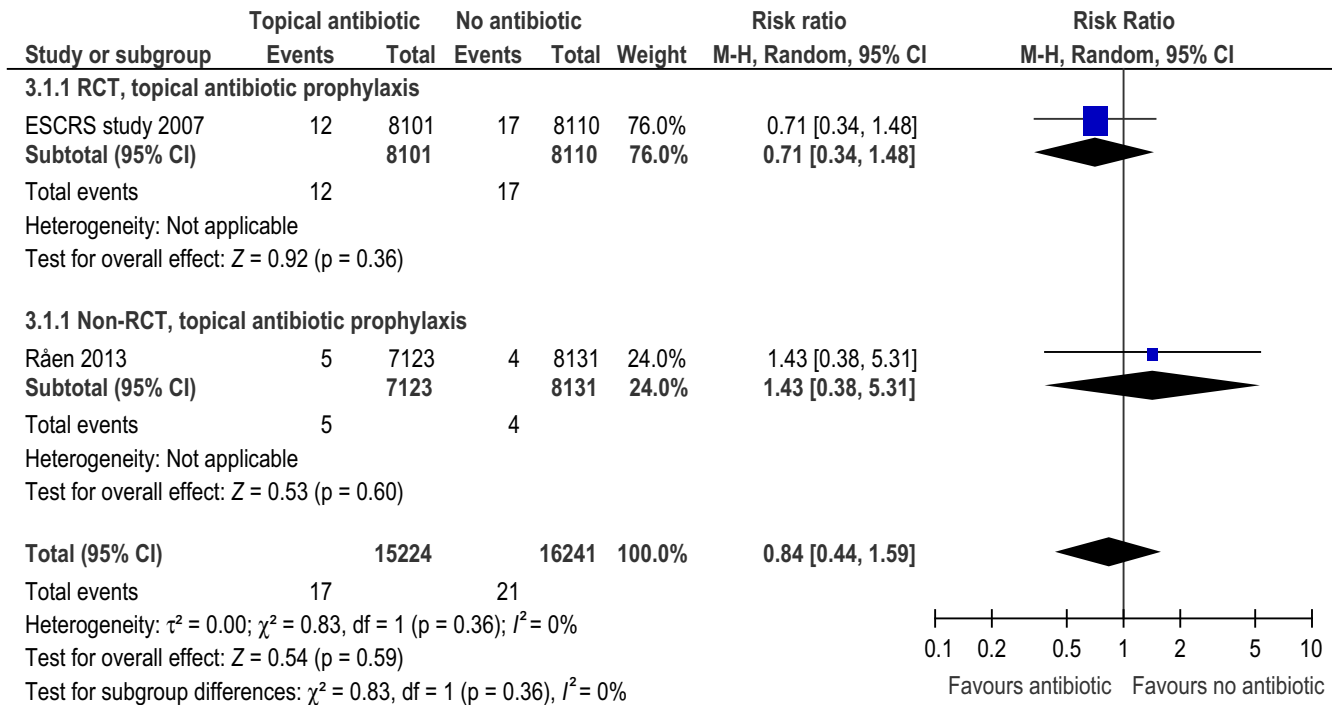 Topical antibiotic No antibiotic Risk ratio Risk Ratio
Study or subgroup Events Total Events Total Weight M-H, Random, 95% CI M-H, Random, 95% CI
3.1.1 RCT, topical antibiotic prophylaxis
ESCRS study 2007 12 8101 17 8110 76.0% 0.71 [0.34, 1.48]
Subtotal (95% CI) 8101 8110 76.0% 0.71 [0.34, 1.48]
Total events 12 17
Heterogeneity: Not applicable
Test for overall effect: Z = 0.92 (p = 0.36)
3.1.1 Non-RCT, topical antibiotic prophylaxis
Råen 2013 5 7123 4 8131 24.0% 1.43 [0.38, 5.31]
Subtotal (95% CI) 7123 8131 24.0% 1.43 [0.38, 5.31]
Total events 5 4
Heterogeneity: Not applicable
Test for overall effect: Z = 0.53 (p = 0.60)
Total (95% CI) 15224 16241 100.0% 0.84 [0.44, 1.59]
Total events 17 21
Heterogeneity: τ² = 0.00; χ² = 0.83, df = 1 (p = 0.36); I² = 0%
Test for overall effect: Z = 0.54 (p = 0.59)
Test for subgroup differences: χ² = 0.83, df = 1 (p = 0.36), I² = 0%
0.1 0.2 0.5 1 2 5 10
Favours antibiotic Favours no antibiotic